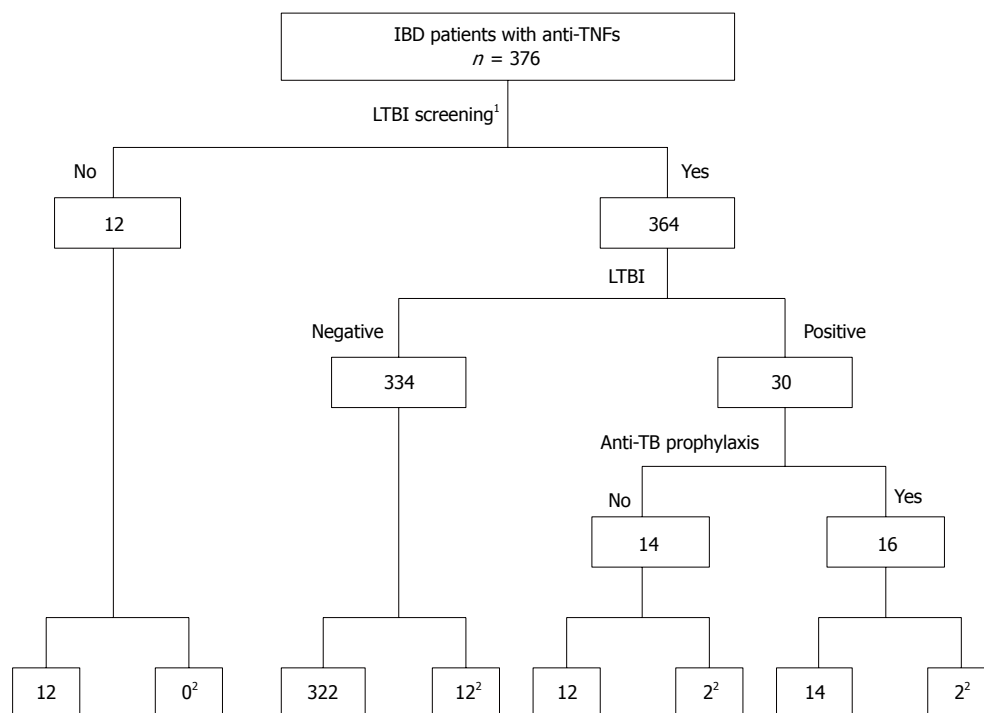 IBD patients with anti-TNFs
n = 376
LTBI screening¹
No
Yes
12
364
LTBI
Negative
Positive
334
30
Anti-TB prophylaxis
No
Yes
14
16
12
0²
322
12²
12
2²
14
2²